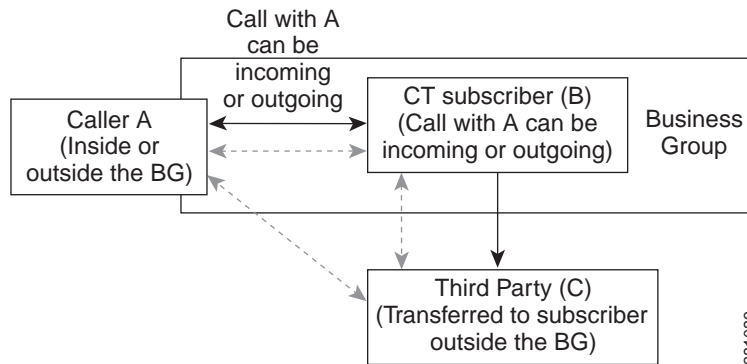 Call with A
can be
incoming
or outgoing
Caller A
(Inside or
outside the BG)
CT subscriber (B)
(Call with A can be
incoming or outgoing)
Business
Group
Third Party (C)
(Transferred to subscriber
outside the BG)